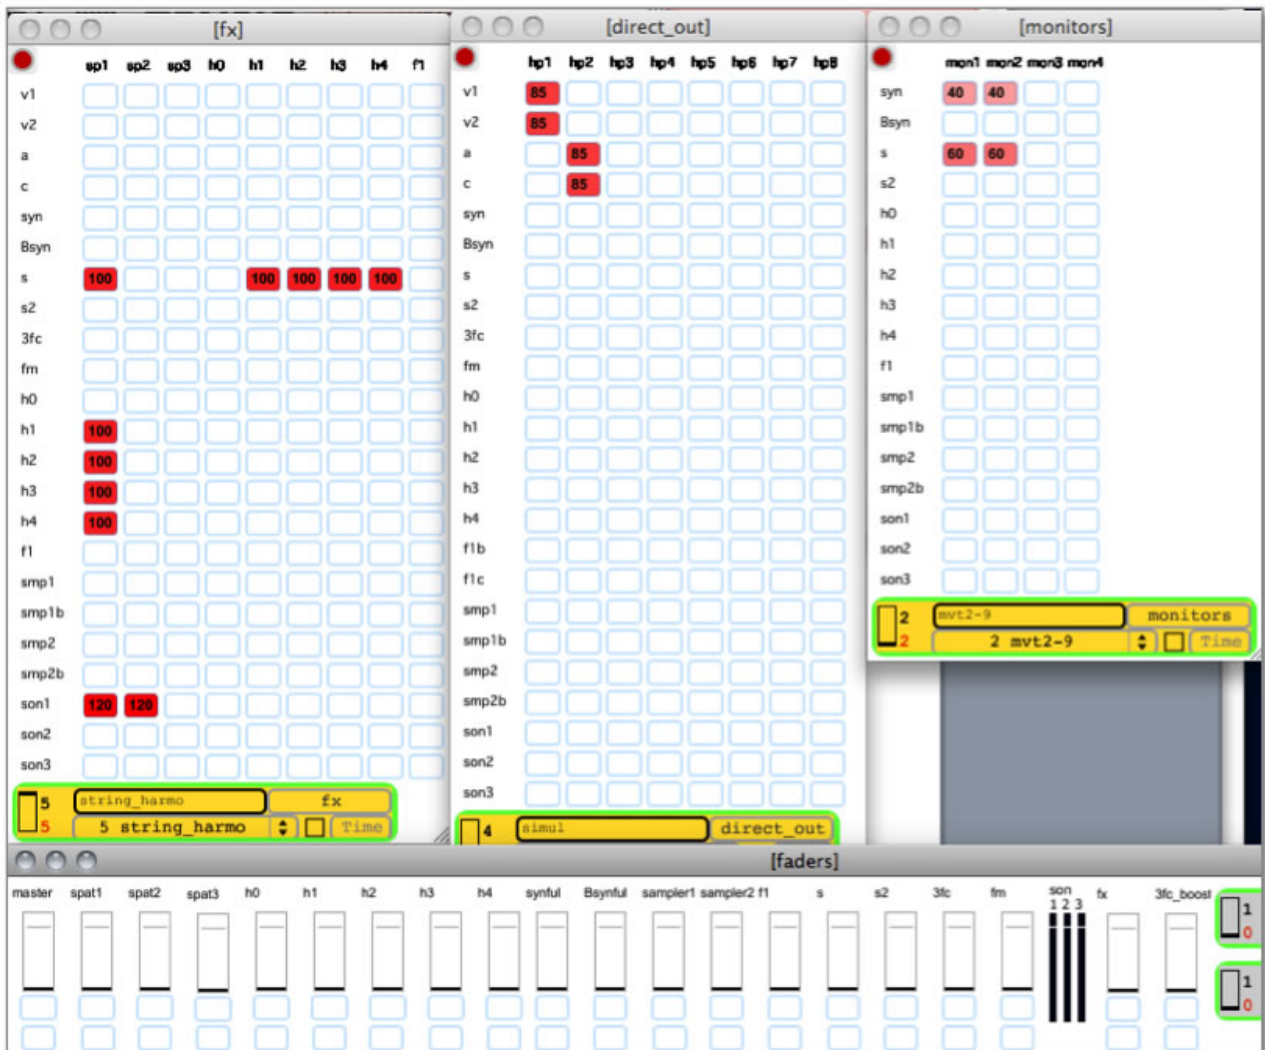 [fx]
sp1 sp2 sp3 h0 h1 h2 h3 h4 f1
v1
v2
a
c
syn
Bsyn
s 100 100 100 100 100
s2
3fc
fm
h0
h1 100
h2 100
h3 100
h4 100
f1
smp1
smp1b
smp2
smp2b
son1 120 120
son2
son3
5 string_harmo fx
5 5 string_harmo Time
[direct_out]
hp1 hp2 hp3 hp4 hp5 hp6 hp7 hp8
v1 85
v2 85
a 85
c 85
syn
Bsyn
s
s2
3fc
fm
h0
h1
h2
h3
h4
f1b
f1c
smp1
smp1b
smp2
smp2b
son1
son2
son3
4 simul direct_out
[monitors]
mon1 mon2 mon3 mon4
syn 40 40
Bsyn
s 60 60
s2
h0
h1
h2
h3
h4
f1
smp1
smp1b
smp2
smp2b
son1
son2
son3
2 mvt2-9 monitors
2 2 mvt2-9 Time
[faders]
master spat1 spat2 spat3 h0 h1 h2 h3 h4 synful Bsynful sampler1 sampler2 f1 s s2 3fc fm son fx 3fc_boost
1 2 3
1
0
1
0